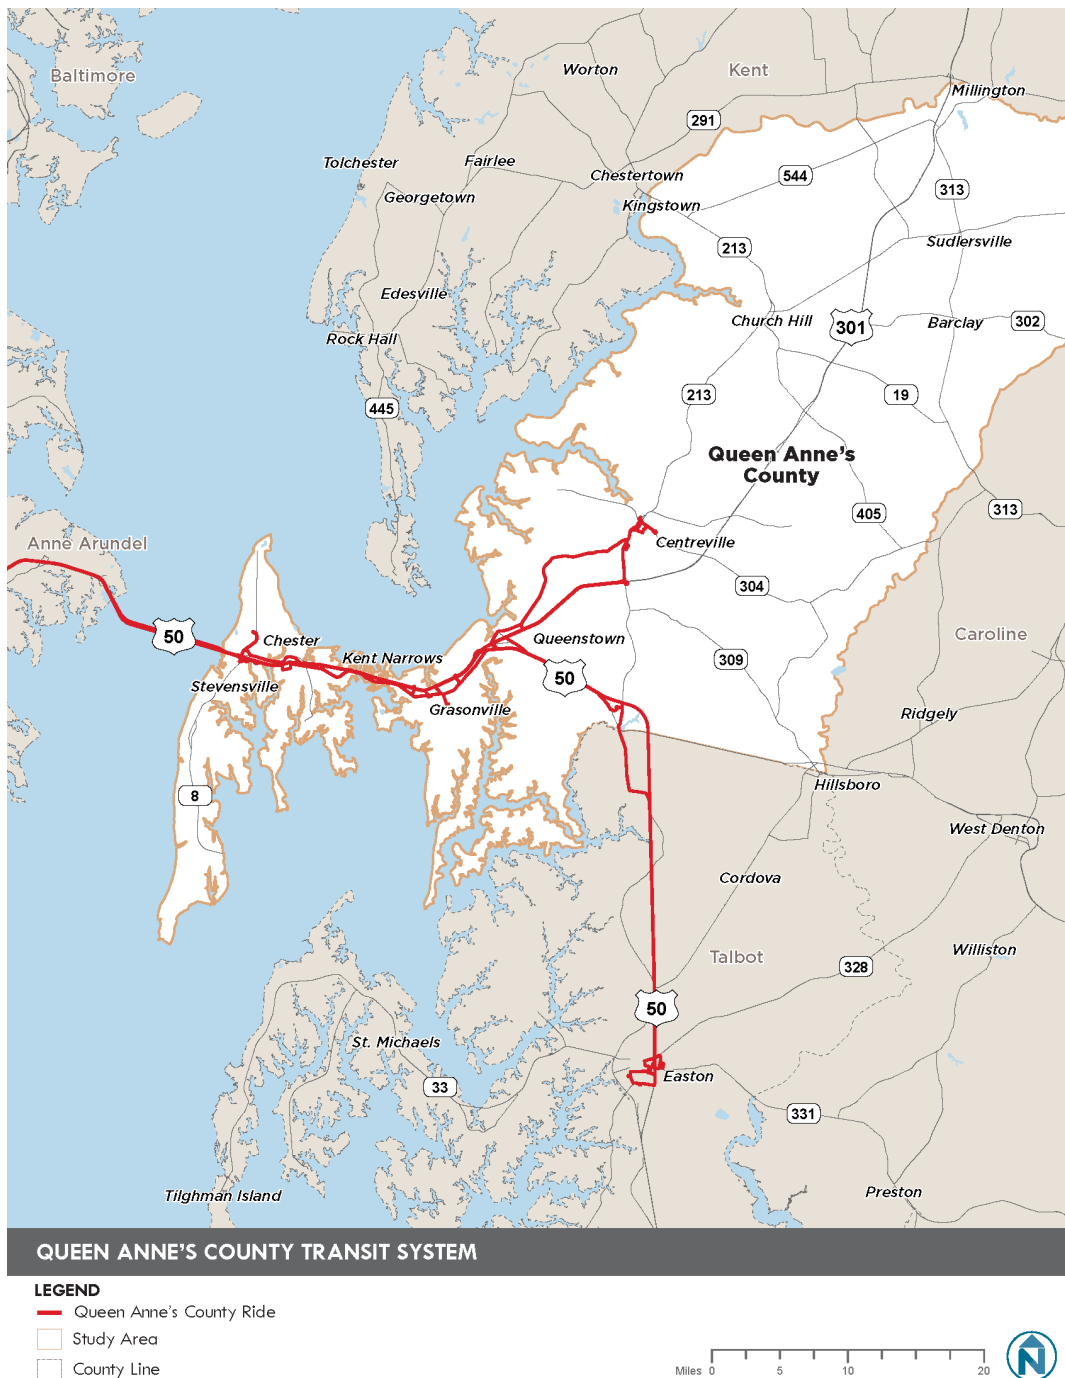 Baltimore
Worton
Kent
Millington
291
Tolchester
Fairlee
Chestertown
544
313
Georgetown
Kingstown
213
Sudlersville
Edesville
Church Hill
301
Barclay
302
Rock Hall
445
213
19
Queen Anne's
County
405
313
Anne Arundel
Centreville
304
50
Chester
Queenstown
Caroline
Kent Narrows
309
Stevensville
50
Grasonville
Ridgely
8
Hillsboro
West Denton
Cordova
Talbot
Williston
328
50
St. Michaels
33
Easton
331
Tilghman Island
Preston
QUEEN ANNE'S COUNTY TRANSIT SYSTEM
LEGEND
Queen Anne's County Ride
Study Area
County Line
Miles 0 5 10 20
N